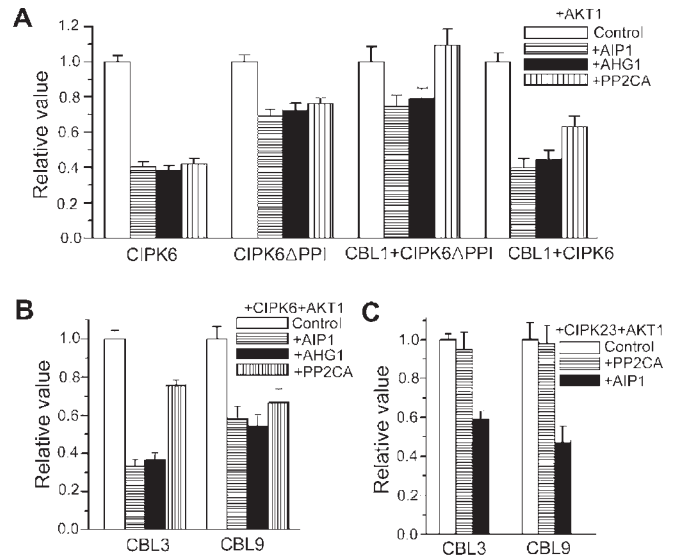 A
+AKT1
Control
+AIP1
+AHG1
+PP2CA
Relative value
1.2
1.0
0.8
0.6
0.4
0.2
0.0
CIPK6 CIPK6ΔPPI CBL1+CIPK6ΔPPI CBL1+CIPK6
B
+CIPK6+AKT1
Control
+AIP1
+AHG1
+PP2CA
Relative value
1.0
0.8
0.6
0.4
0.2
0.0
CBL3 CBL9
C
+CIPK23+AKT1
Control
+PP2CA
+AIP1
Relative value
1.0
0.8
0.6
0.4
0.2
0.0
CBL3 CBL9